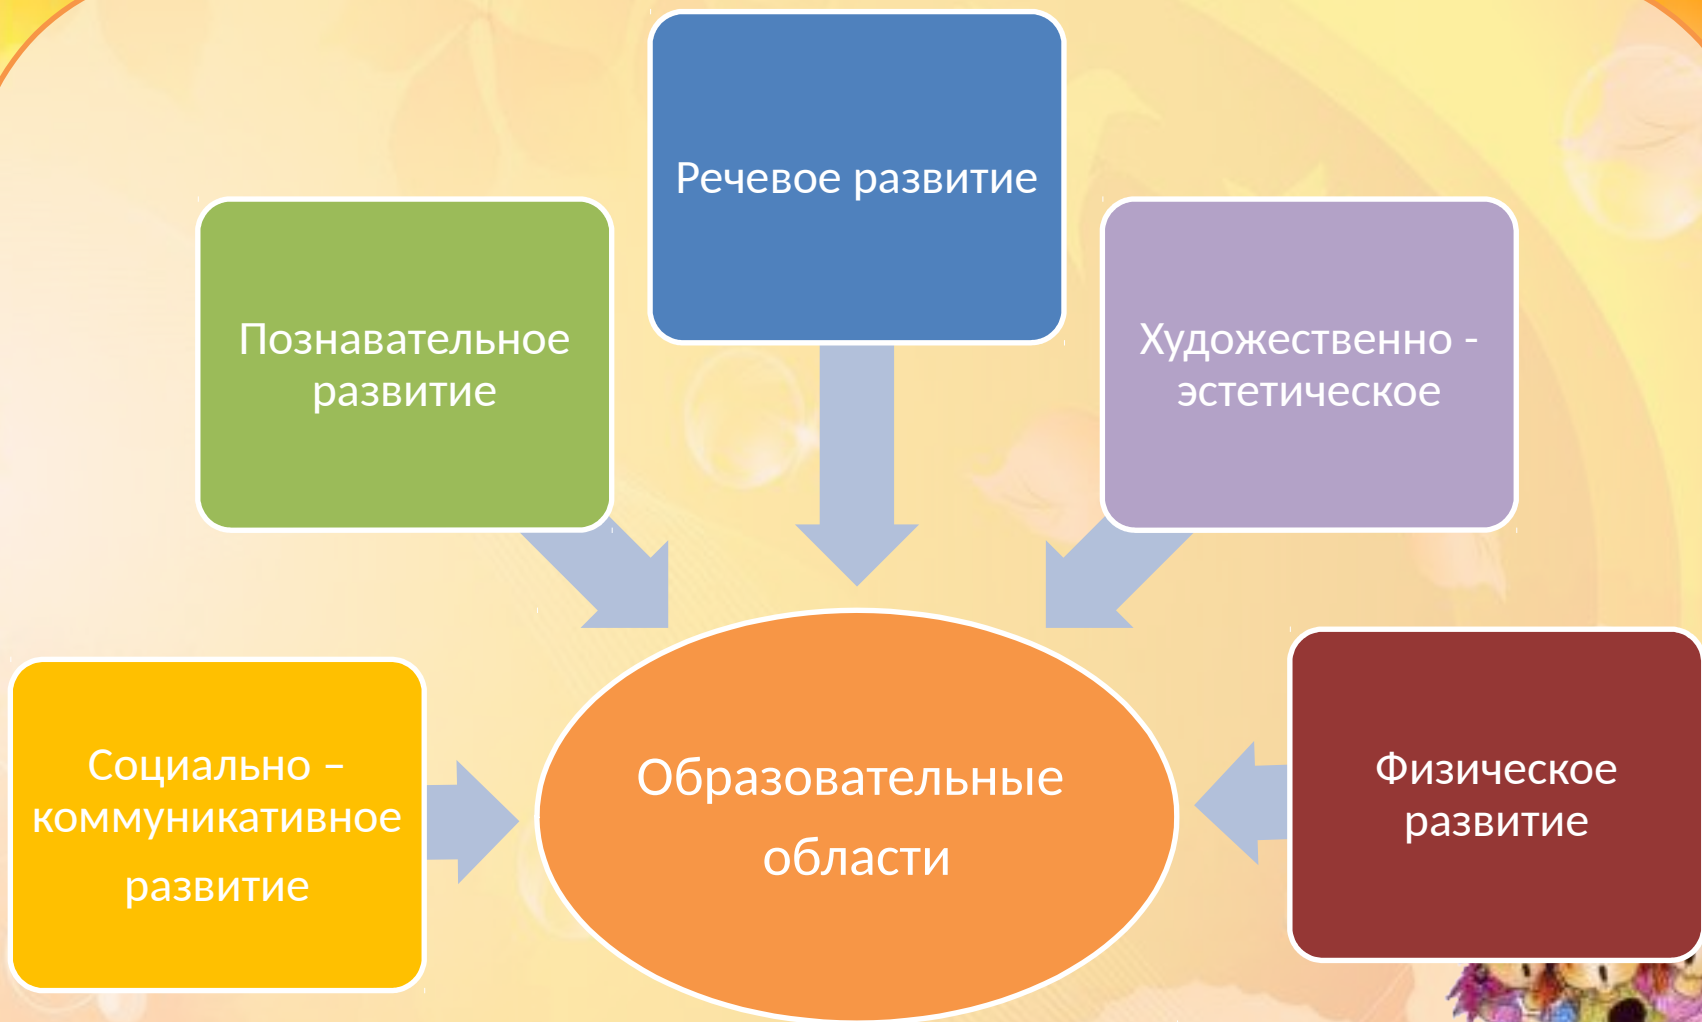 Речевое развитие
Познавательное
развитие
Художественно -
эстетическое
Социально –
коммуникативное
развитие
Образовательные
области
Физическое
развитие